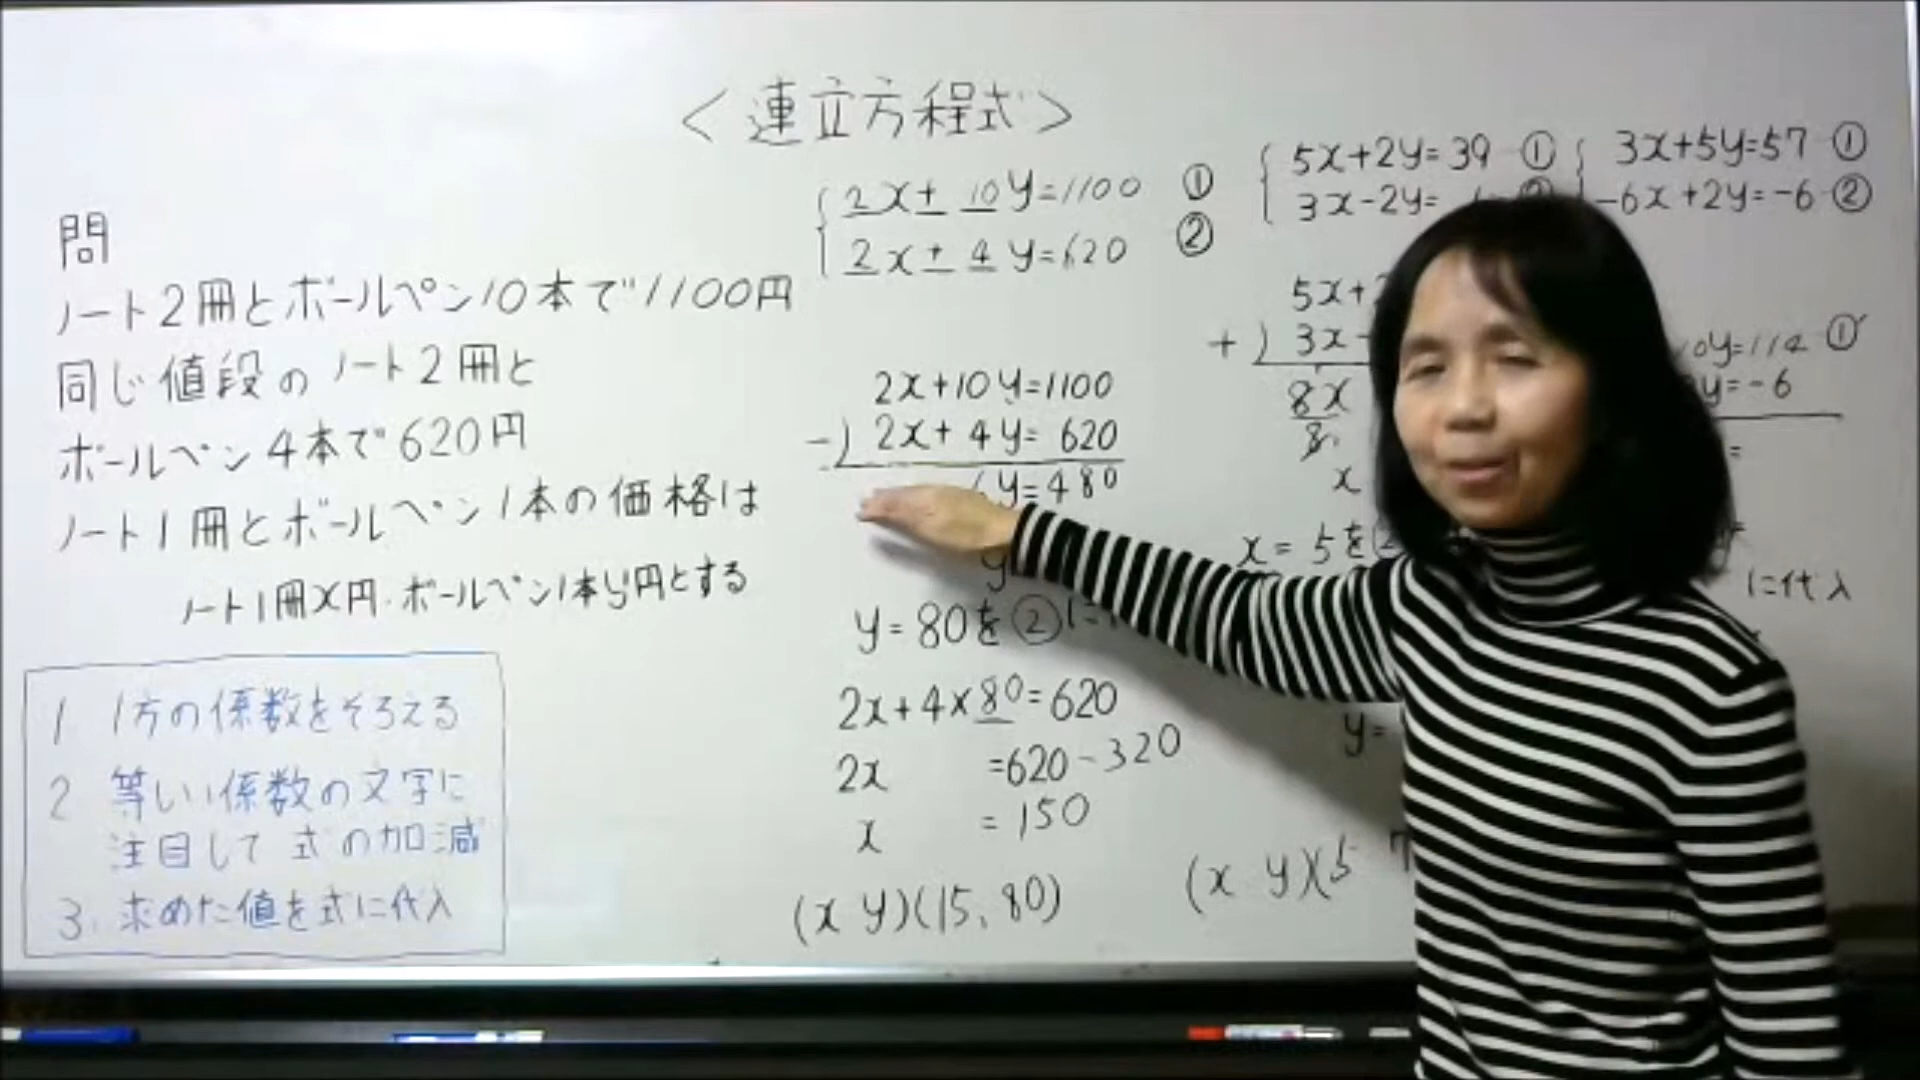 <連立方程式>
問
ノート2冊とボールペン10本で1100円
同じ値段のノート2冊と
ボールペン4本で620円
ノート1冊とボールペン1本の価格は
ノート1冊x円.ボールペン1本y円とする
1 1方の係数をそろえる
2 等しい係数の文字に
注目して 式の加減
3. 求めた値を式に代入
2x+10y=1100 ①
2x+4y=620 ②
2x+10y=1100
-) 2x+4y=620
6y=480
y
y=80を②に
2x+4×80=620
2x =620-320
x =150
(x y)(15, 80)
5x+2y=39 ①
3x-2y=
5x+
+) 3x
8x
8
x
x=5を
y=
(x y)(5
3x+5y=57 ①
-6x+2y=-6 ②
0y=114 ①'
y=-6
=
に代入